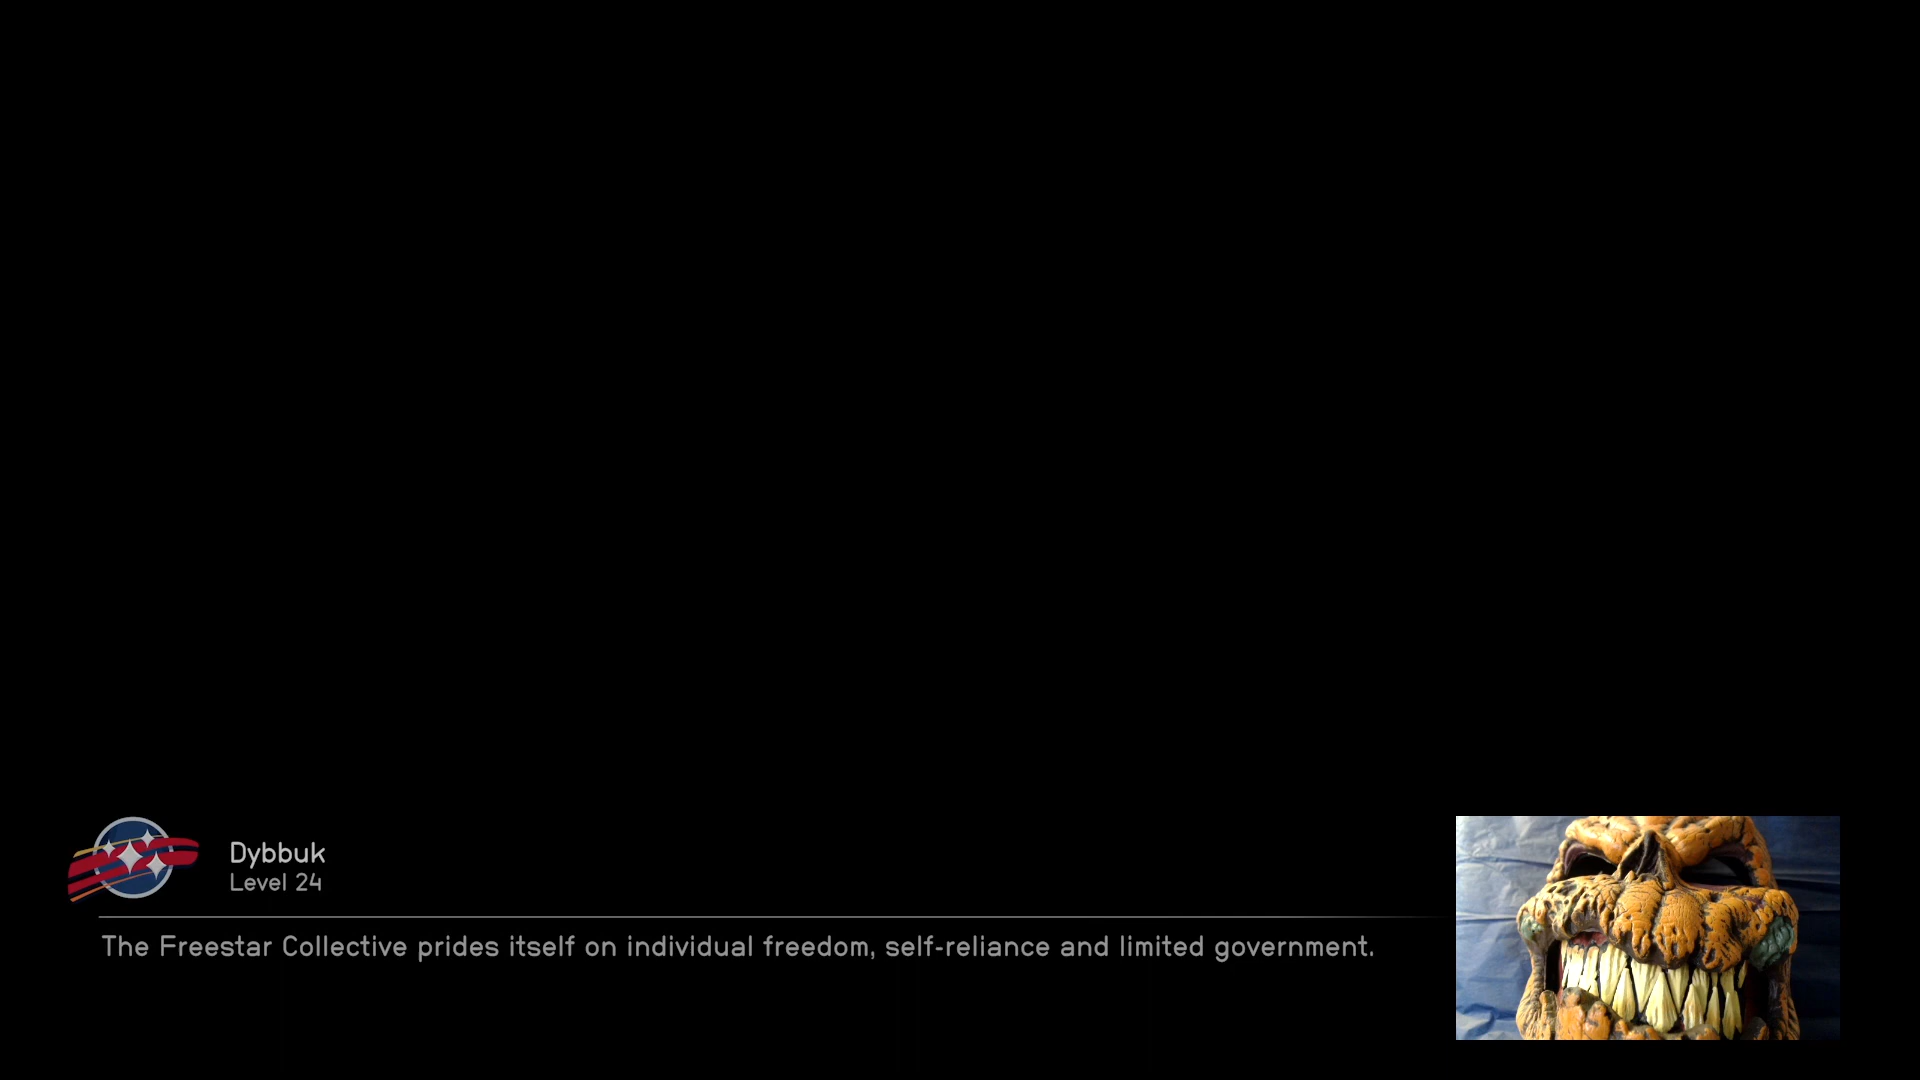 Dybbuk
Level 24
The Freestar Collective prides itself on individual freedom, self-reliance and limited government.